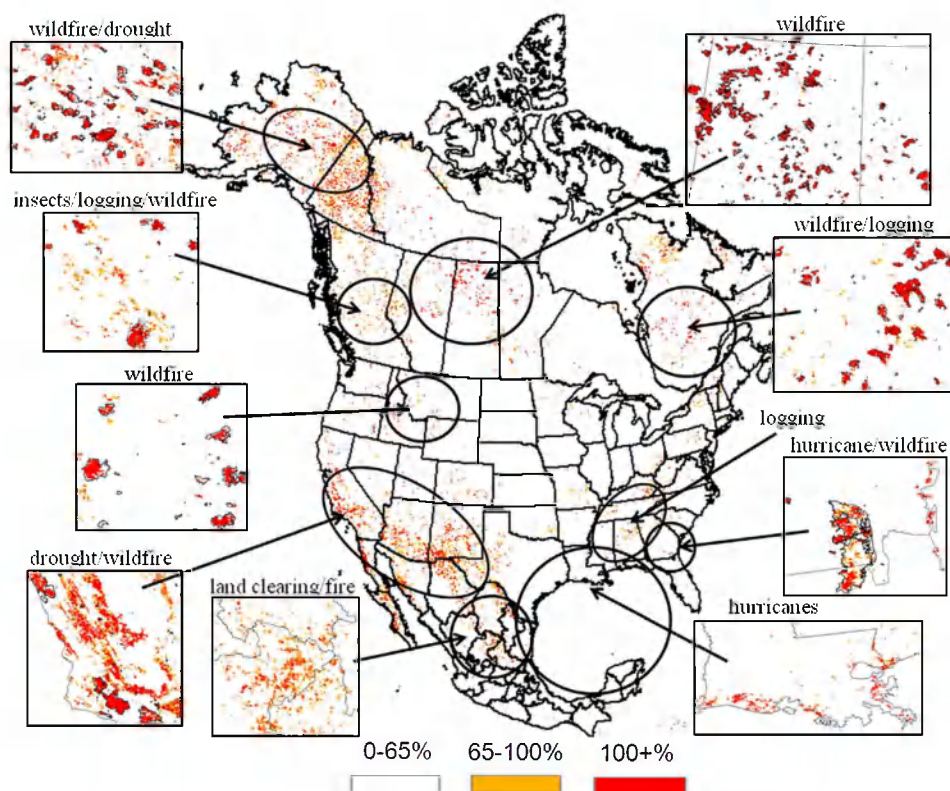 wildfire/drought
wildfire
insects/logging/wildfire
wildfire/logging
wildfire
logging
hurricane/wildfire
drought/wildfire
land clearing/fire
hurricanes
0-65% 65-100% 100+%